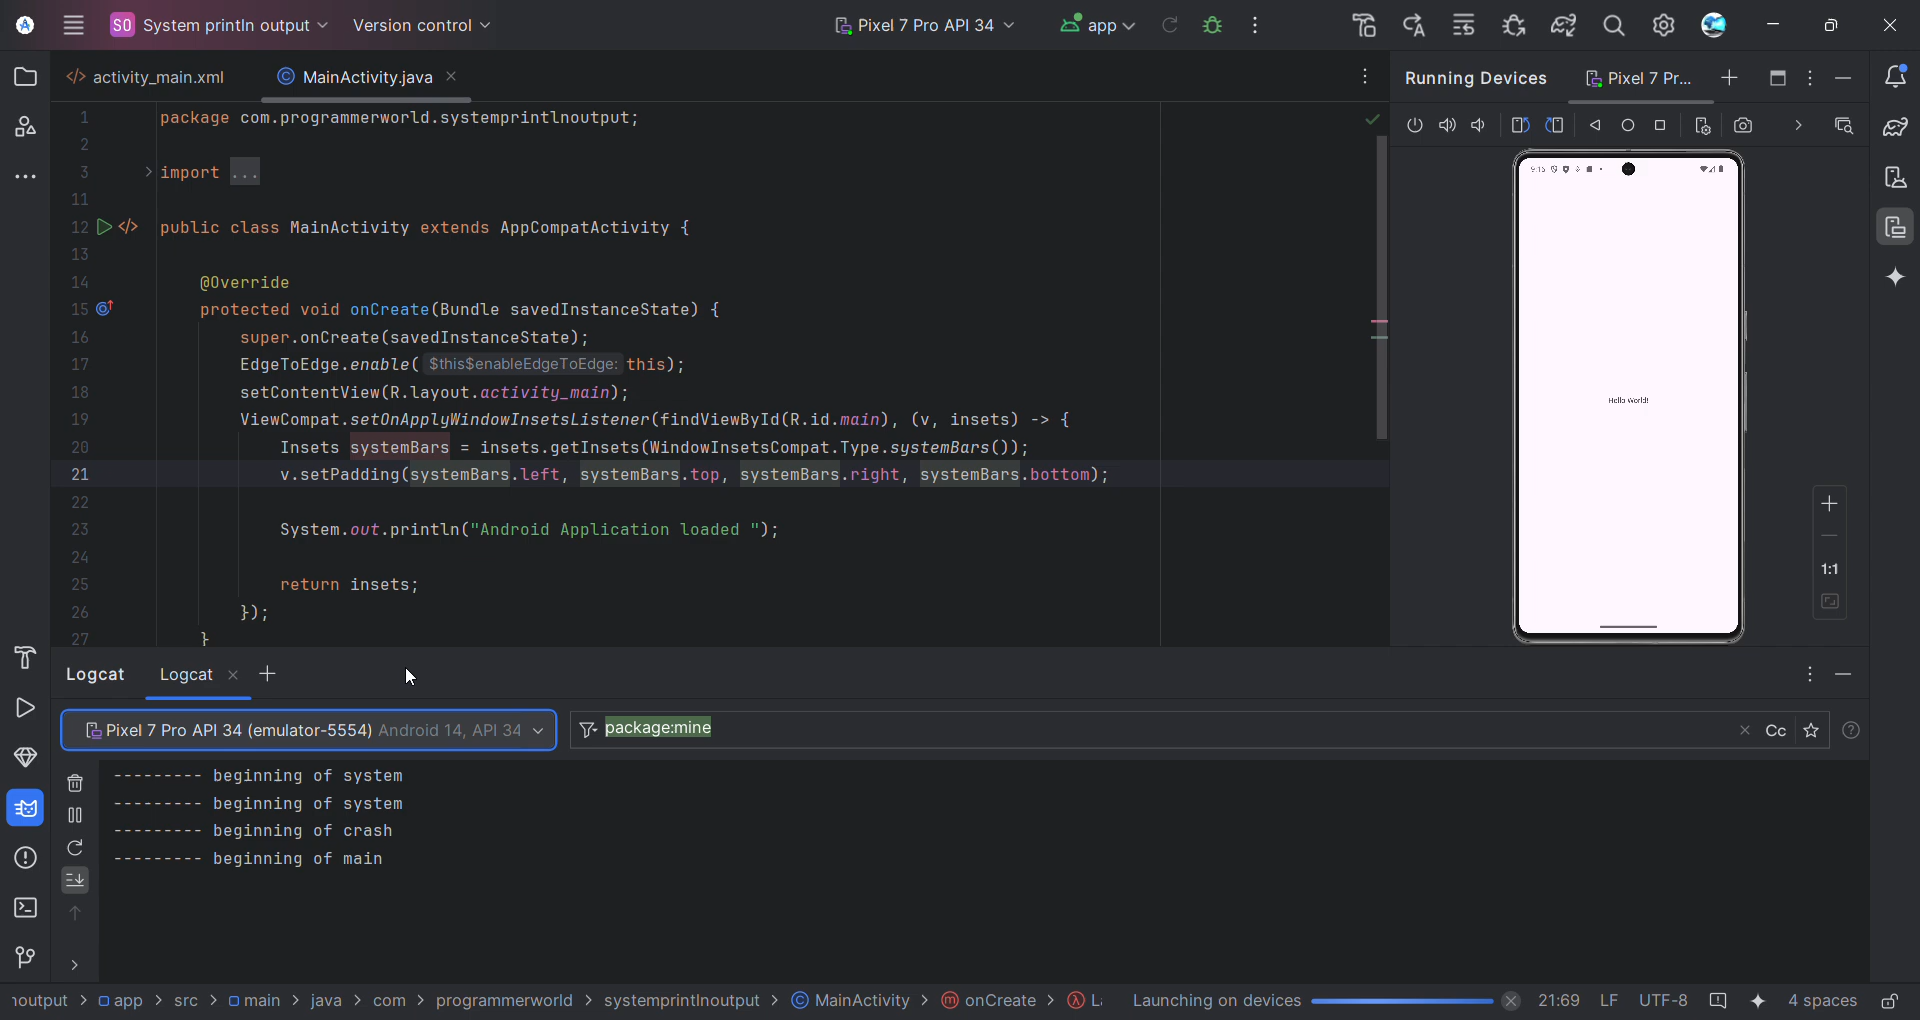 SO System println output Version control Pixel 7 Pro API 34 app
activity_main.xml MainActivity.java
Running Devices Pixel 7 Pr...
1 package com.programmerworld.systemprintlnoutput;
2
3 import ...
11
12 public class MainActivity extends AppCompatActivity {
13
14 @Override
15 protected void onCreate(Bundle savedInstanceState) {
16 super.onCreate(savedInstanceState);
17 EdgeToEdge.enable( $this$enableEdgeToEdge: this);
18 setContentView(R.layout.activity_main);
19 ViewCompat.setOnApplyWindowInsetsListener(findViewById(R.id.main), (v, insets) -> {
20 Insets systemBars = insets.getInsets(WindowInsetsCompat.Type.systemBars());
21 v.setPadding(systemBars.left, systemBars.top, systemBars.right, systemBars.bottom);
22
23 System.out.println("Android Application loaded ");
24
25 return insets;
26 });
27 }
9:15
Hello World!
1:1
Logcat Logcat
Pixel 7 Pro API 34 (emulator-5554) Android 14, API 34 package:mine Cc
--------- beginning of system
--------- beginning of system
--------- beginning of crash
--------- beginning of main
noutput > app > src > main > java > com > programmerworld > systemprintlnoutput > MainActivity > onCreate > Launching on devices 21:69 LF UTF-8 4 spaces